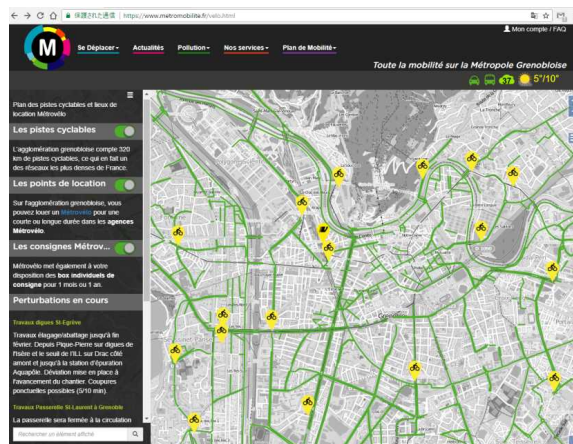 保護された通信 | https://www.metromobilite.fr/velo.html
Mon compte / FAQ
M
Se Déplacer
Actualités
Pollution
Nos services
Plan de Mobilité
Toute la mobilité sur la Métropole Grenobloise
37
5°/10°
Plan des pistes cyclables et lieux de
location Métrovélo
Les pistes cyclables
L'agglomération grenobloise compte 320
km de pistes cyclables, ce qui en fait un
des réseaux les plus denses de France.
Les points de location
Sur l'agglomération grenobloise, vous
pouvez louer un Métrovélo pour une
courte ou longue durée dans les agences
Métrovélo.
Les consignes Métrov...
Métrovélo met également à votre
disposition des box individuels de
consigne pour 1 mois ou 1 an.
Perturbations en cours
Travaux digues St-Egrève
Travaux élagage/abattage jusqu'à fin
février. Depuis Pique-Pierre sur digues de
l'Isère et le seuil de l'ILL sur Drac côté
amont et jusqu'à la station d'épuration
Aquapôle. Déviation mise en place à
l'avancement du chantier. Coupures
ponctuelles possibles (5/10 min).
Travaux Passerelle St-Laurent à Grenoble
La passerelle sera fermée à la circulation
Rechercher un élément affiché
Grenoble